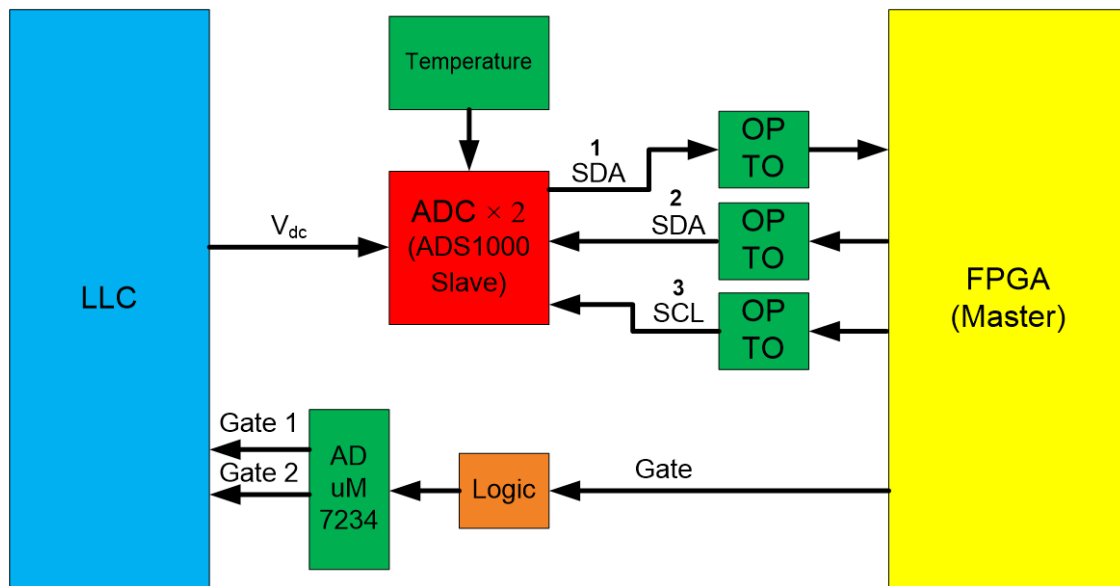 Temperature
OP
TO
1
SDA
ADC × 2
(ADS1000
Slave)
2
SDA
OP
TO
V_dc
LLC
FPGA
(Master)
3
SCL
OP
TO
Gate 1
Gate 2
AD
uM
7234
Logic
Gate